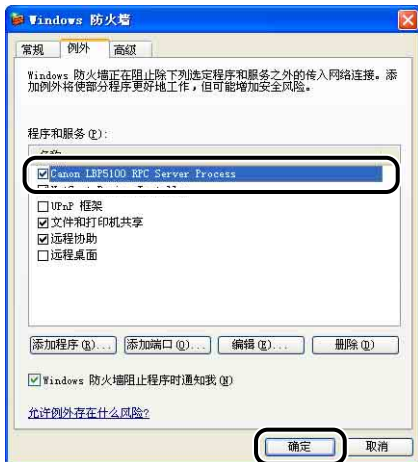 Windows 防火墙
常规 例外 高级
Windows 防火墙正在阻止除下列选定程序和服务之外的传入网络连接。添
加例外将使部分程序更好地工作，但可能增加安全风险。
程序和服务(P):
Canon LBP5100 RPC Server Process
UPnP 框架
文件和打印机共享
远程协助
远程桌面
添加程序(R)... 添加端口(O)... 编辑(E)... 删除(D)
Windows 防火墙阻止程序时通知我(N)
允许例外存在什么风险?
确定 取消